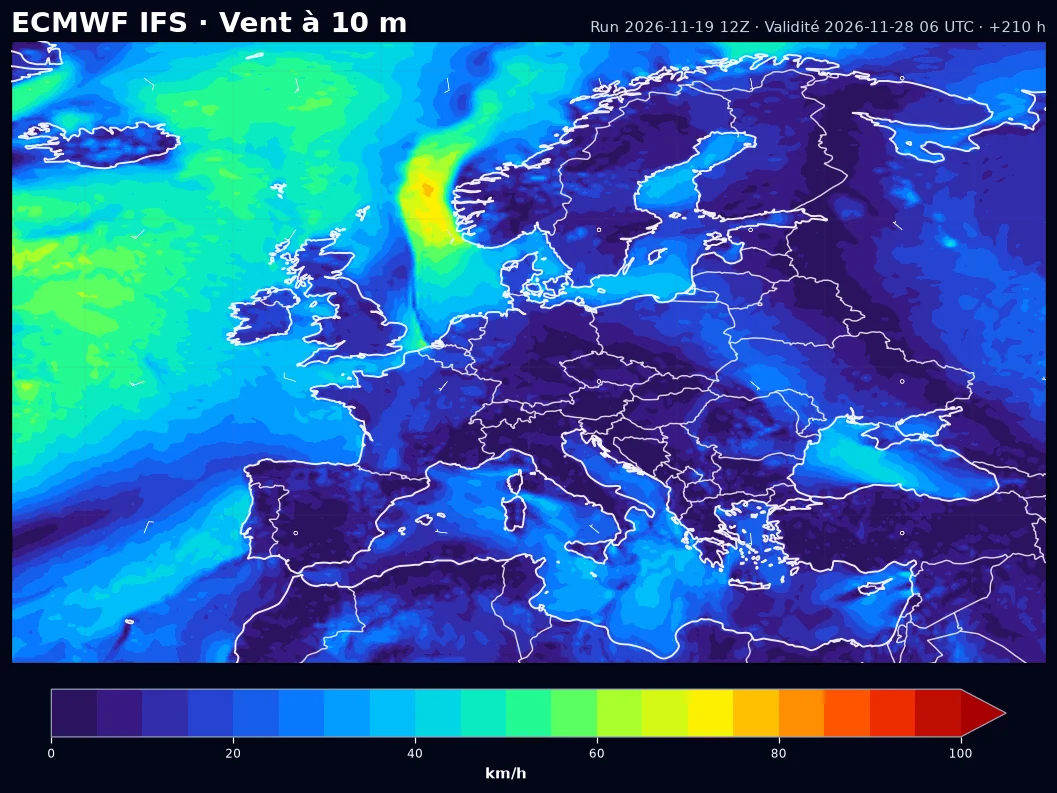 ECMWF IFS · Vent à 10 m
Run 2026-11-19 12Z · Validité 2026-11-28 06 UTC · +210 h
0 20 40 60 80 100
km/h